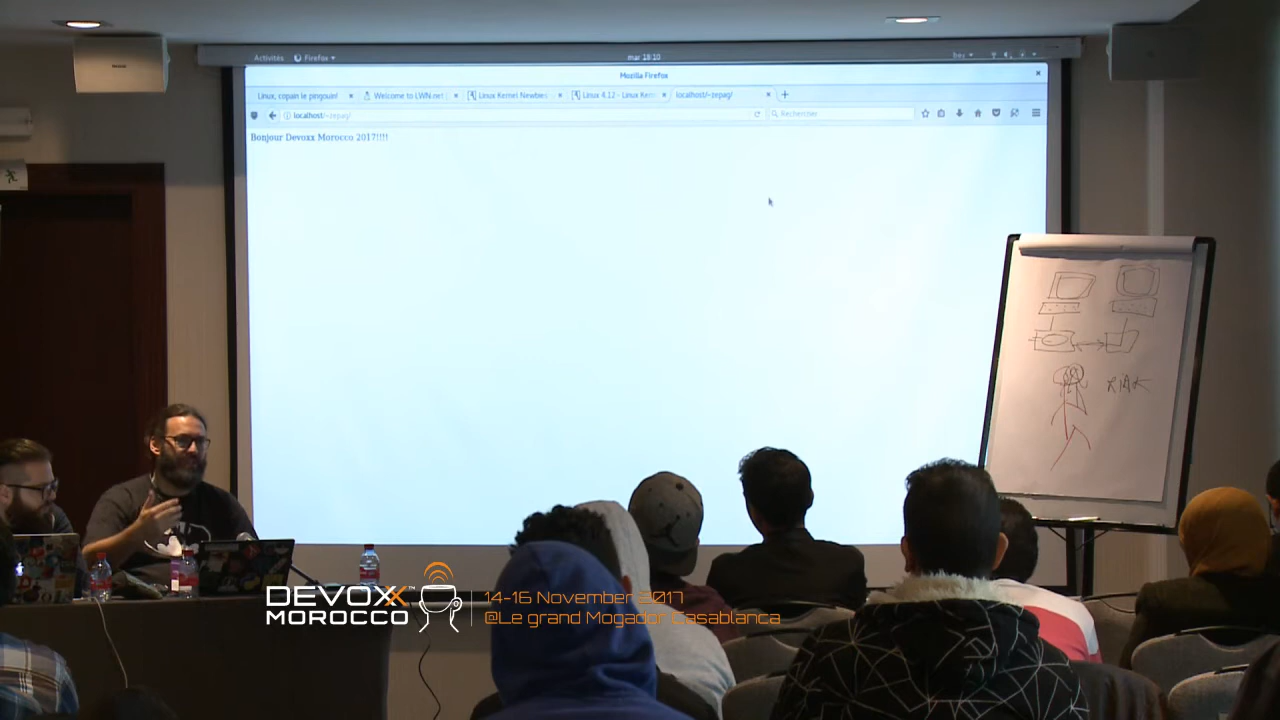 Activités Firefox mar 18:10
Mozilla Firefox
Linux, copain le pingouin! Welcome to LWN.net Linux Kernel Newbies Linux 4.12 - Linux Kern localhost/~zepag/
localhost/~zepag/ Rechercher
Bonjour Devoxx Morocco 2017!!!!
RIAK
DEVOXX
MOROCCO
14-16 November 2017
@Le grand Mogador Casablanca